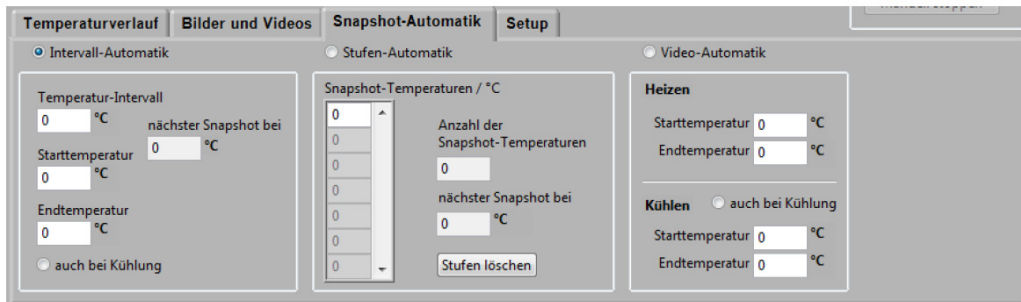 Temperaturverlauf Bilder und Videos Snapshot-Automatik Setup
Intervall-Automatik
Temperatur-Intervall
0 °C
nächster Snapshot bei
0 °C
Starttemperatur
0 °C
Endtemperatur
0 °C
auch bei Kühlung
Stufen-Automatik
Snapshot-Temperaturen / °C
0
0
0
0
0
0
0
Anzahl der
Snapshot-Temperaturen
0
nächster Snapshot bei
0 °C
Stufen löschen
Video-Automatik
Heizen
Starttemperatur 0 °C
Endtemperatur 0 °C
Kühlen auch bei Kühlung
Starttemperatur 0 °C
Endtemperatur 0 °C